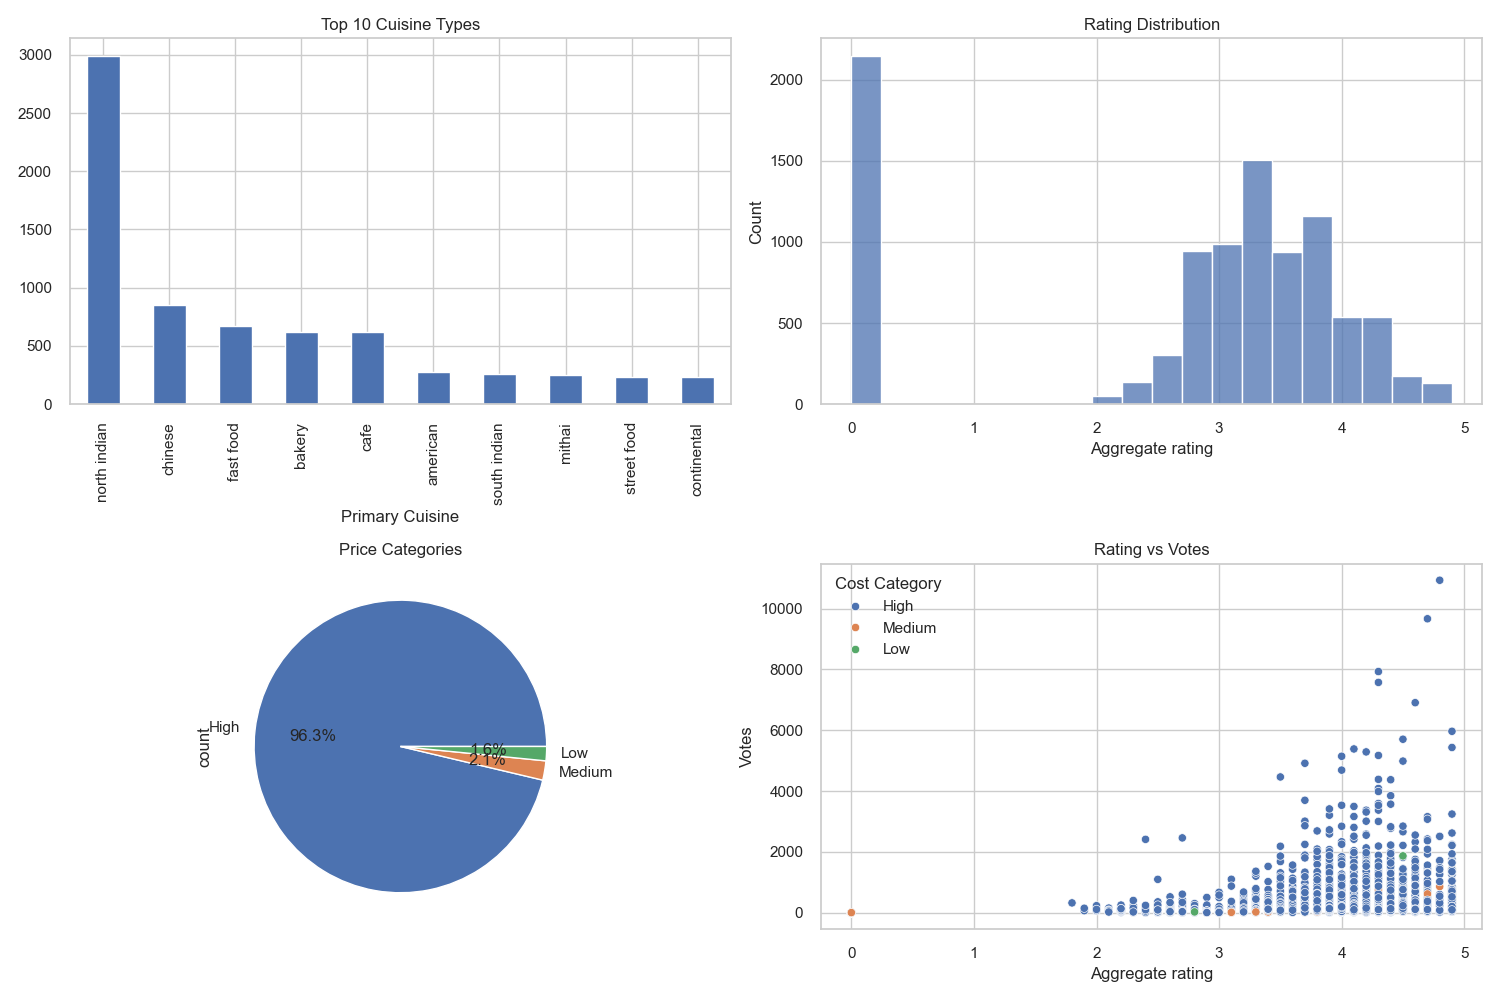 Top 10 Cuisine Types
3000
2500
2000
1500
1000
500
0
north indian
chinese
fast food
bakery
cafe
american
south indian
mithai
street food
continental
Primary Cuisine
Rating Distribution
Count
2000
1500
1000
500
0
0
1
2
3
4
5
Aggregate rating
Price Categories
count
High
96.3%
1.6%
2.1%
Low
Medium
Rating vs Votes
Cost Category
High
Medium
Low
Votes
10000
8000
6000
4000
2000
0
0
1
2
3
4
5
Aggregate rating